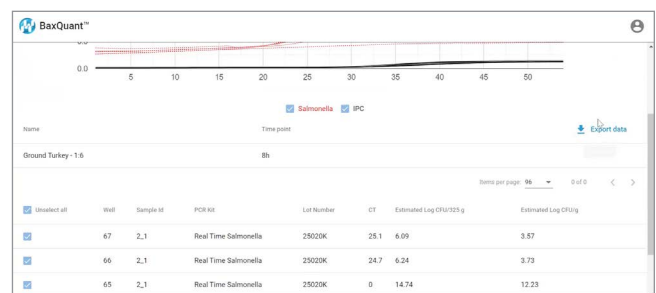 BaxQuant™
0.5
0.0
5 10 15 20 25 30 35 40 45 50
Salmonella IPC
Name Time point Export data
Ground Turkey - 1:6 8h
Items per page: 96 0 of 0
Unselect all Well Sample Id PCR Kit Lot Number CT Estimated Log CFU/325 g Estimated Log CFU/g
67 2_1 Real Time Salmonella 25020K 25.1 6.09 3.57
66 2_1 Real Time Salmonella 25020K 24.7 6.24 3.73
65 2_1 Real Time Salmonella 25020K 0 14.74 12.23